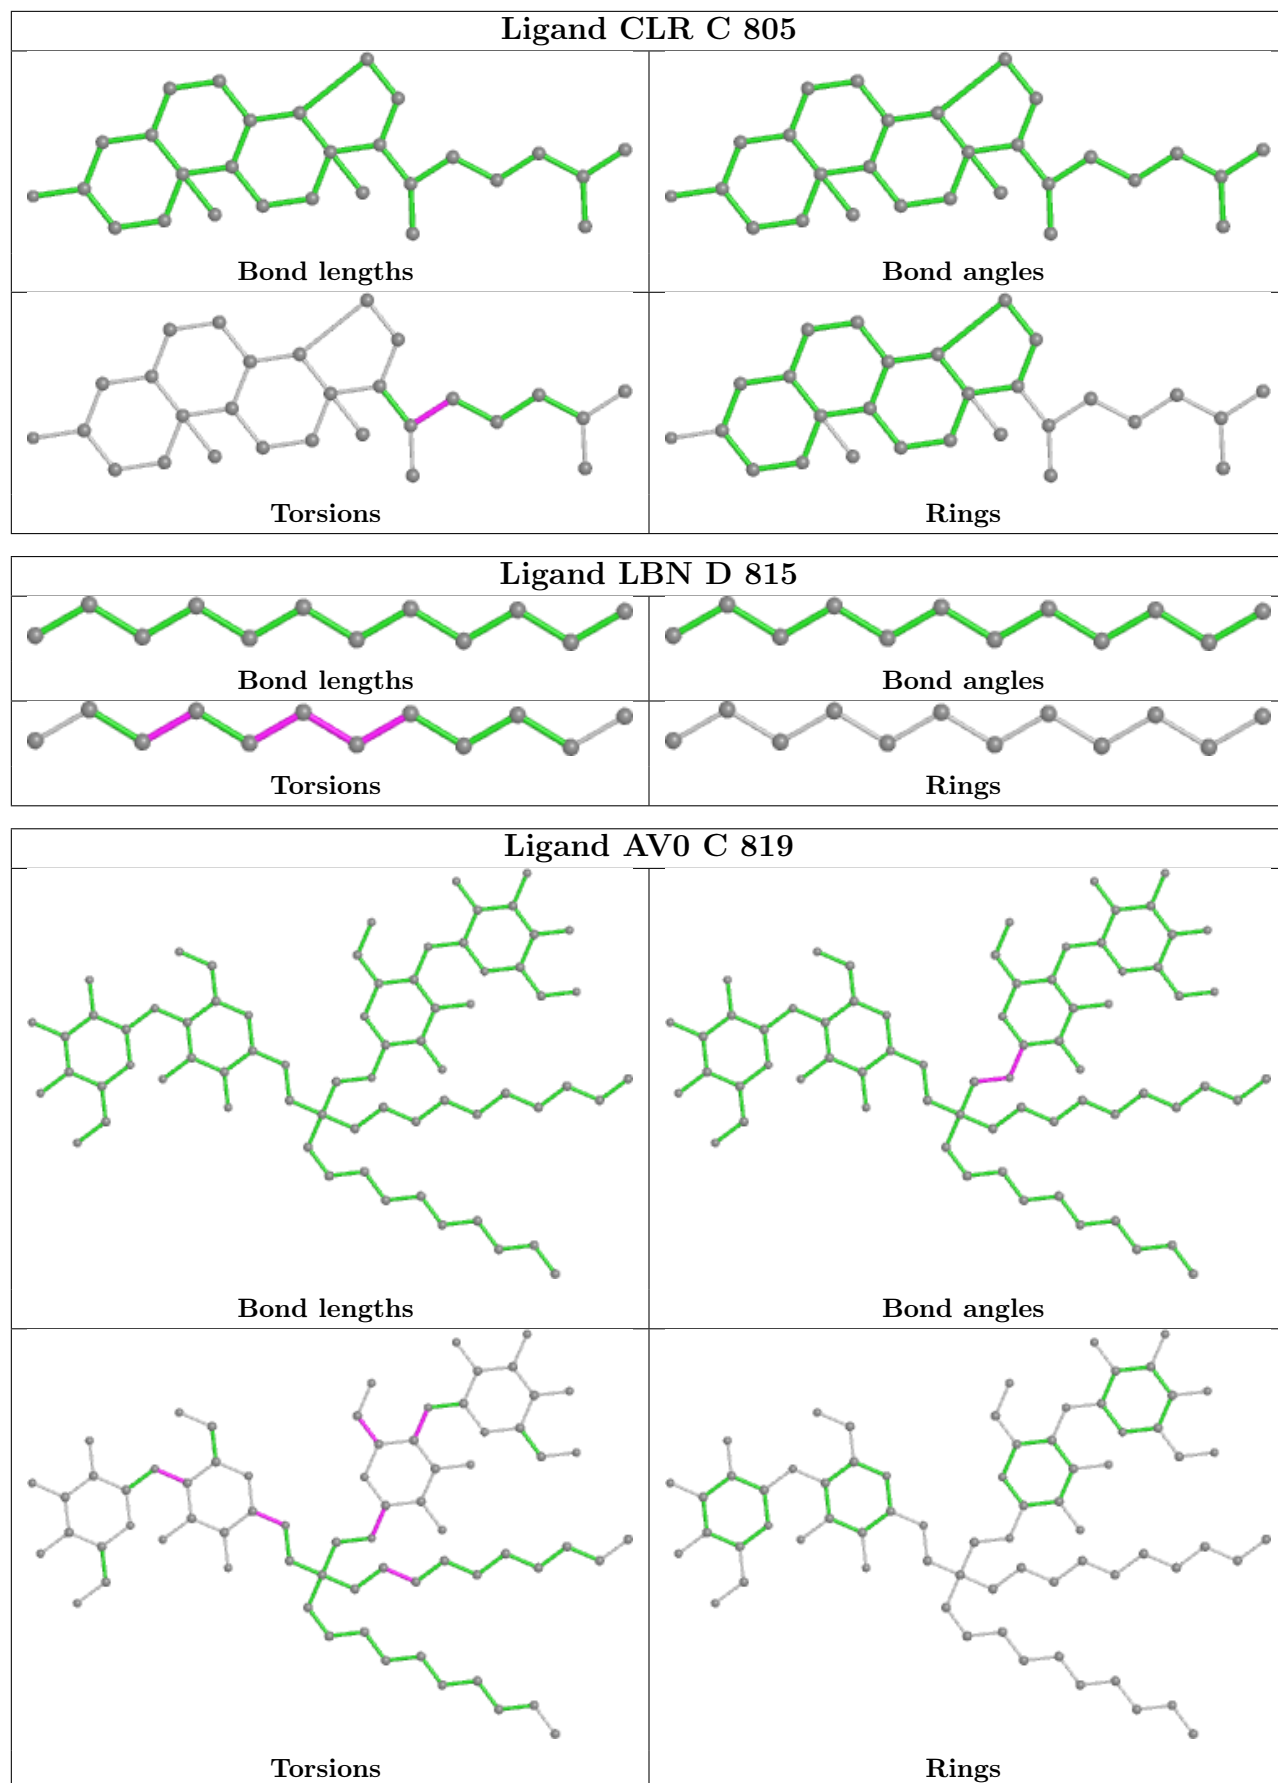 Ligand CLR C 805
Bond lengths
Bond angles
Torsions
Rings
Ligand LBN D 815
Bond lengths
Bond angles
Torsions
Rings
Ligand AV0 C 819
Bond lengths
Bond angles
Torsions
Rings